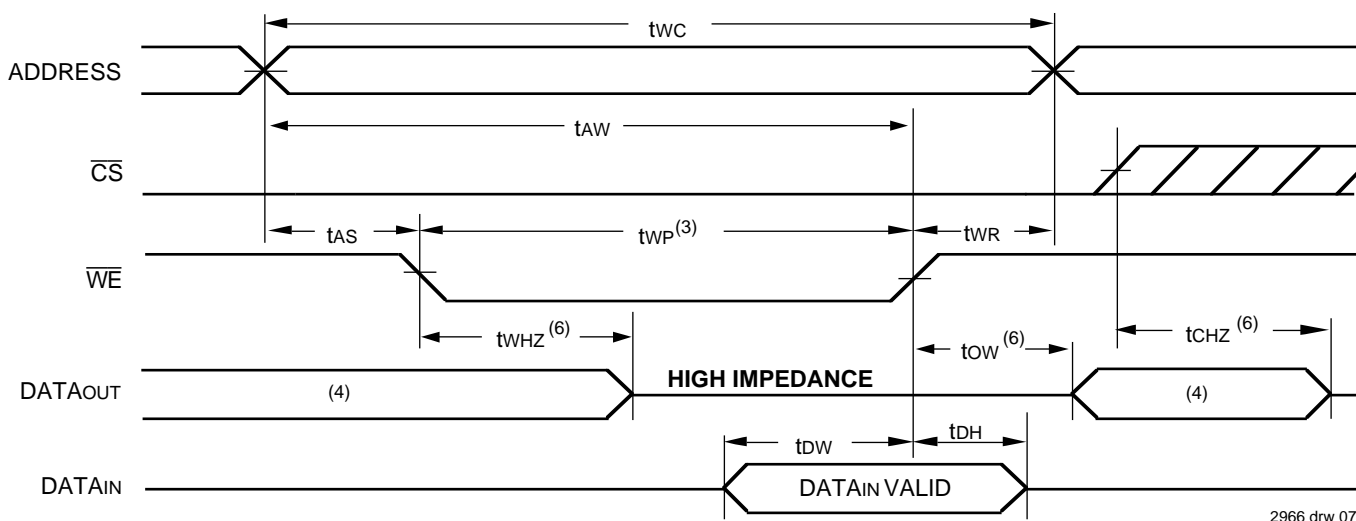 tWC
ADDRESS
tAW
CS
tAS
tWP(3)
tWR
WE
tWHZ(6)
tOW(6)
tCHZ(6)
DATAOUT
(4)
HIGH IMPEDANCE
(4)
tDW
tDH
DATAIN
DATAIN VALID
2966 drw 07